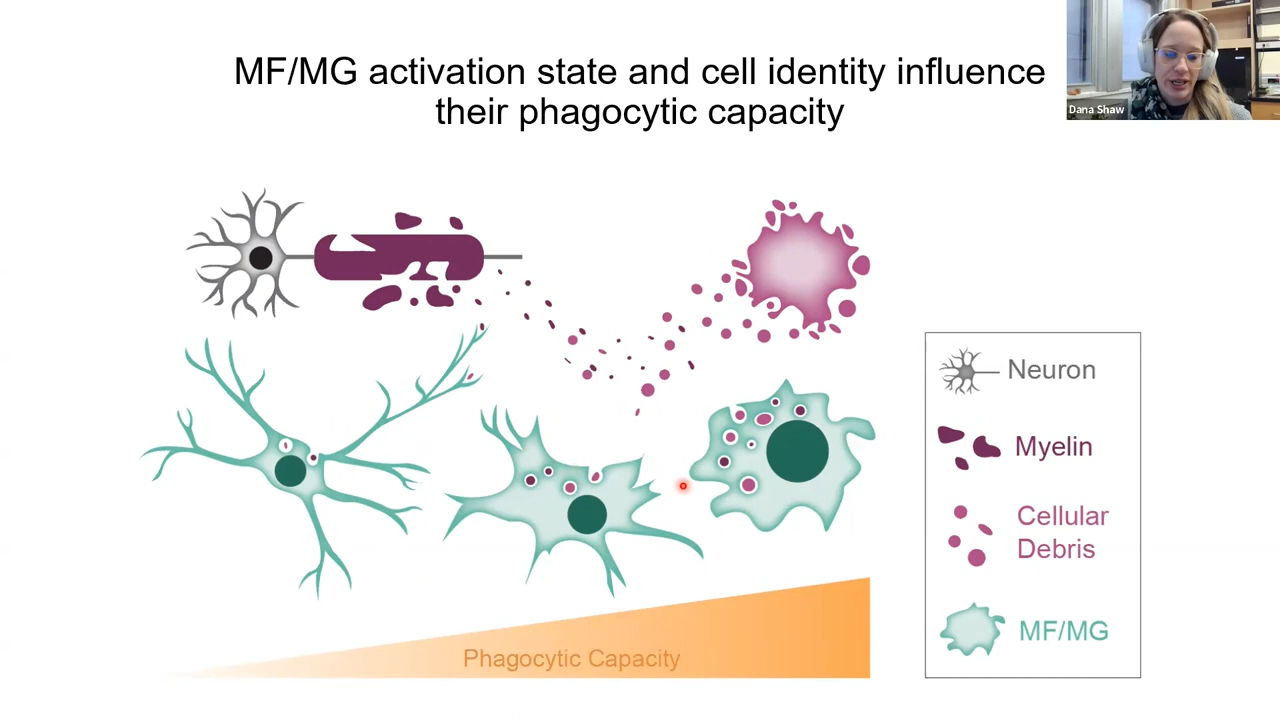 MF/MG activation state and cell identity influence
their phagocytic capacity
Dana Shaw
Neuron
Myelin
Cellular
Debris
MF/MG
Phagocytic Capacity